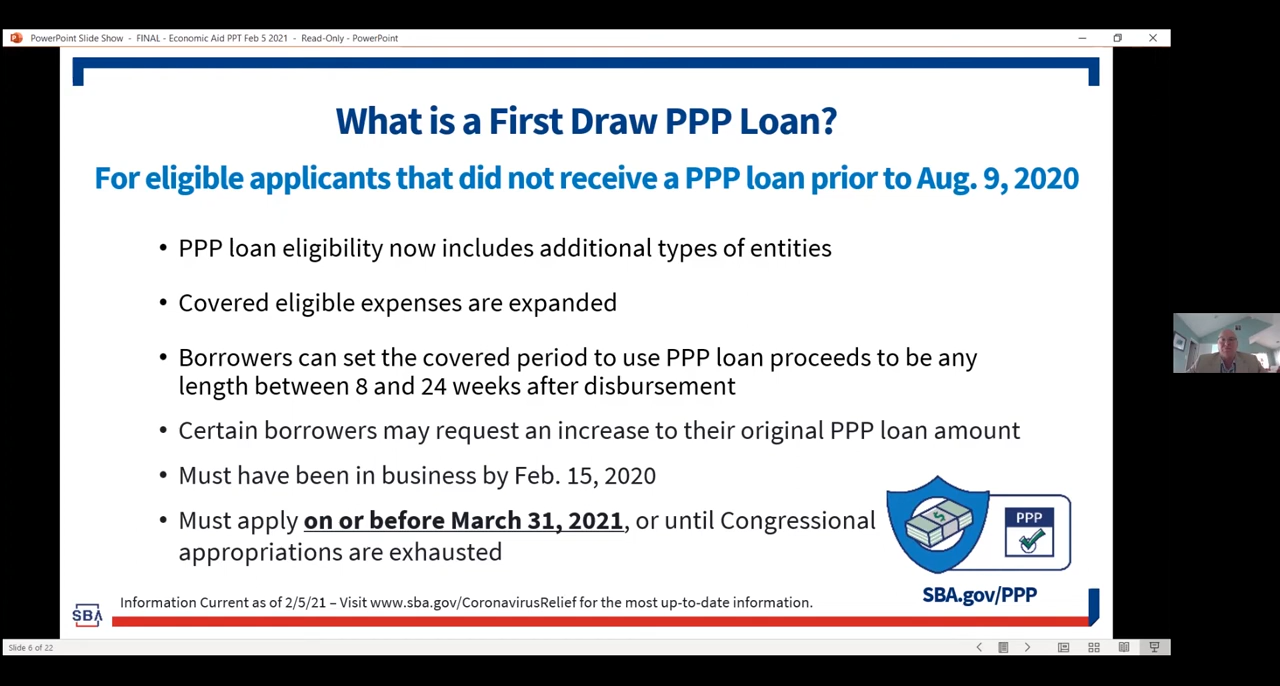 PowerPoint Slide Show - FINAL - Economic Aid PPT Feb 5 2021 - Read-Only - PowerPoint
What is a First Draw PPP Loan?
For eligible applicants that did not receive a PPP loan prior to Aug. 9, 2020
• PPP loan eligibility now includes additional types of entities
• Covered eligible expenses are expanded
• Borrowers can set the covered period to use PPP loan proceeds to be any
length between 8 and 24 weeks after disbursement
• Certain borrowers may request an increase to their original PPP loan amount
• Must have been in business by Feb. 15, 2020
• Must apply on or before March 31, 2021, or until Congressional
appropriations are exhausted
$
PPP
SBA.gov/PPP
SBA
Information Current as of 2/5/21 – Visit www.sba.gov/CoronavirusRelief for the most up-to-date information.
Slide 6 of 22